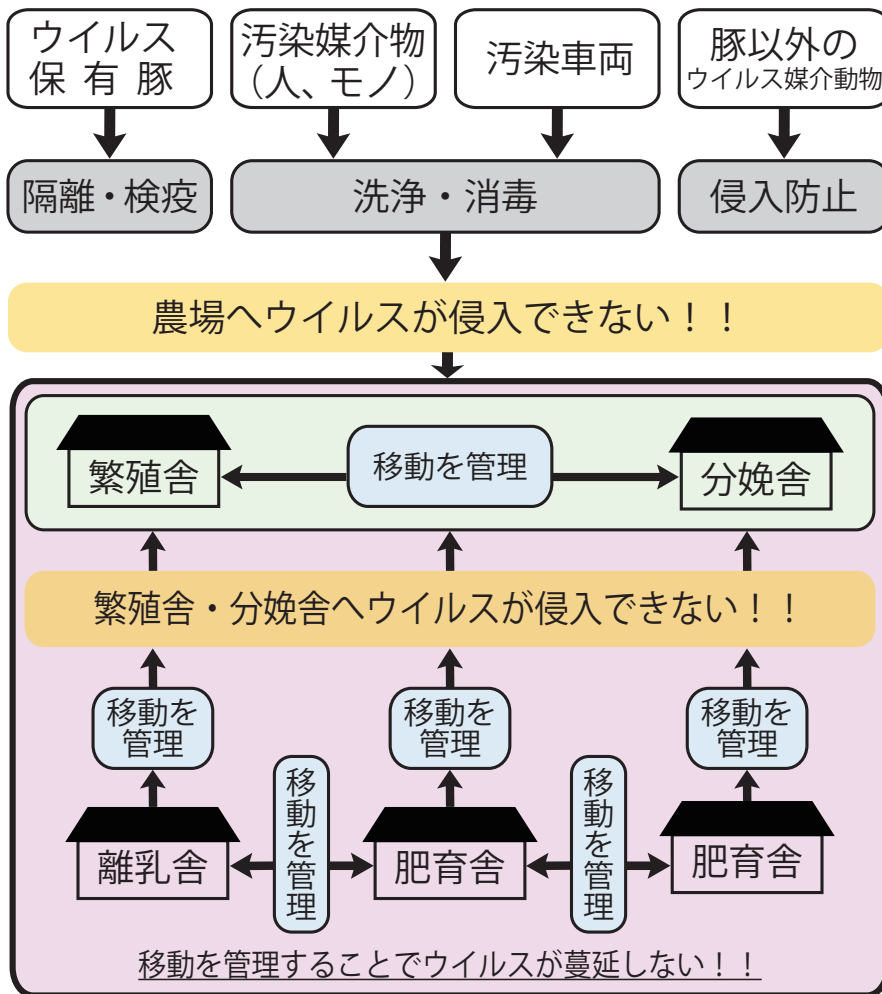 ウイルス
保有豚
汚染媒介物
（人、モノ）
汚染車両
豚以外の
ウイルス媒介動物
隔離・検疫
洗浄・消毒
侵入防止
農場へウイルスが侵入できない！！
繁殖舎
移動を管理
分娩舎
繁殖舎・分娩舎へウイルスが侵入できない！！
移動を
管理
移動を
管理
移動を
管理
離乳舎
移動を管理
肥育舎
移動を管理
肥育舎
移動を管理することでウイルスが蔓延しない！！